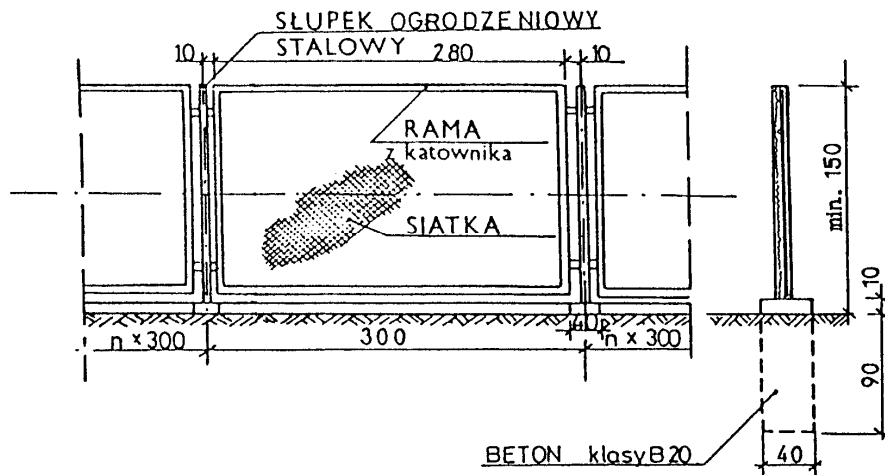 SŁUPEK OGRODZENIOWY
STALOWY
10
280
10
RAMA
z katownika
SIATKA
min. 150
10
40
n x 300
300
n x 300
90
BETON klasy B20
40